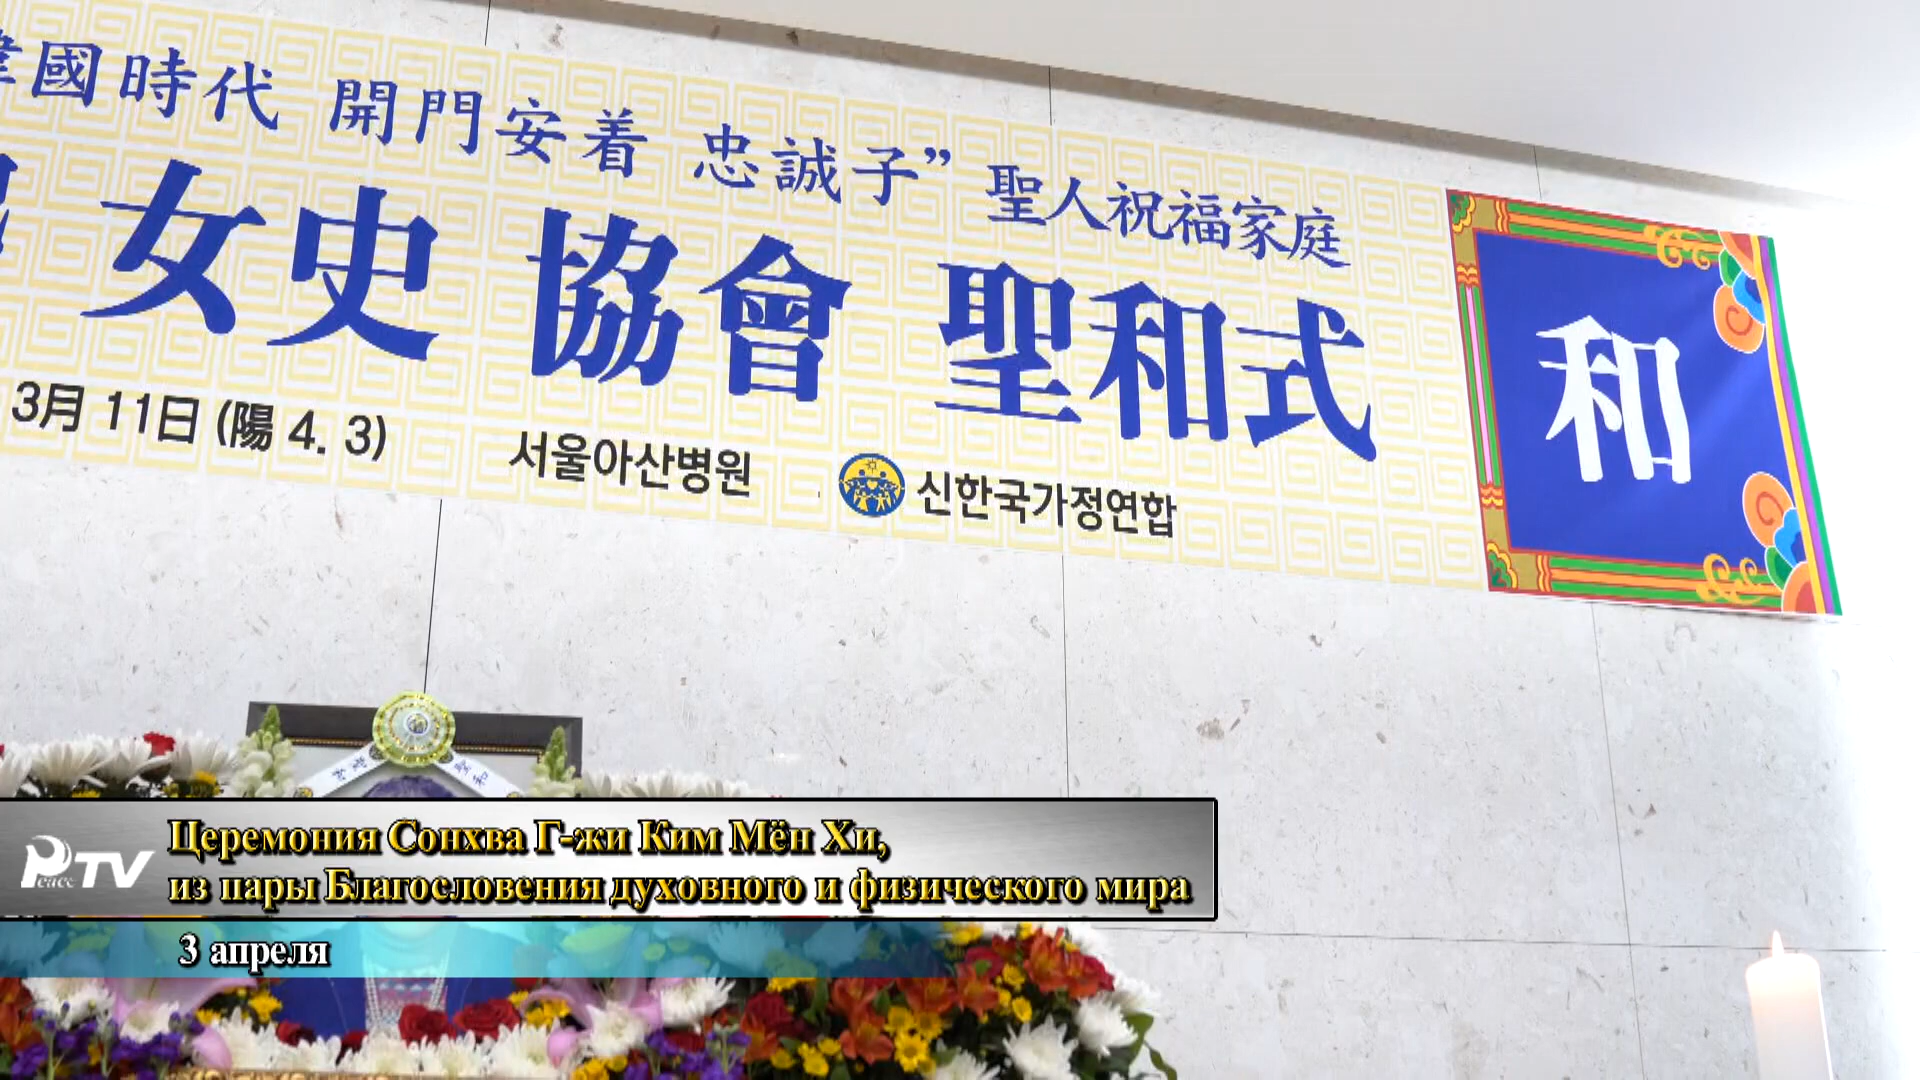 國時代 開門安着 忠誠子” 聖人祝福家庭
女史 協會 聖和式
和
3月 11日 (陽 4. 3)
서울아산병원
신한국가정연합
聖和
Peace TV
Церемония Сонхва Г-жи Ким Мён Хи,
из пары Благословения духовного и физического мира
3 апреля